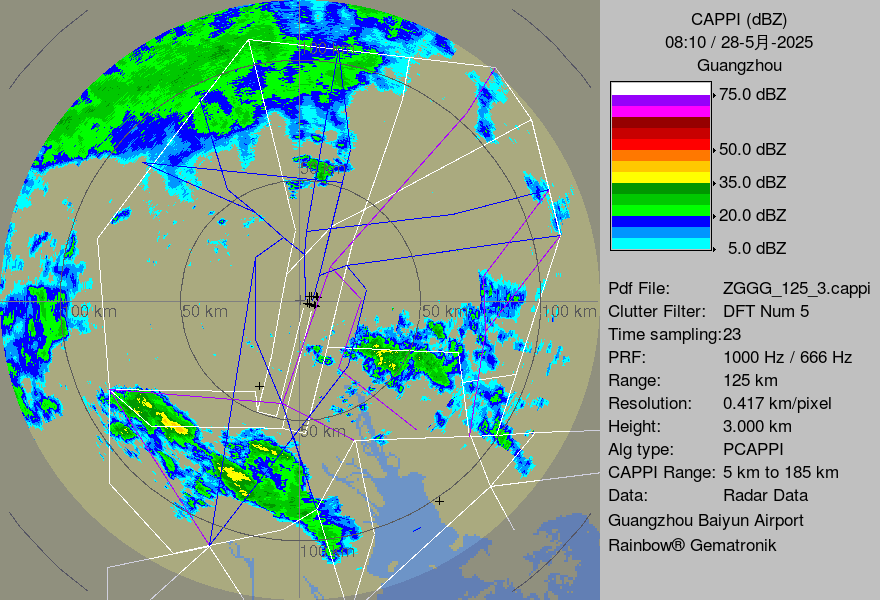 CAPPI (dBZ)
08:10 / 28-5月-2025
Guangzhou
75.0 dBZ
50.0 dBZ
35.0 dBZ
20.0 dBZ
5.0 dBZ
Pdf File: ZGGG_125_3.cappi
Clutter Filter: DFT Num 5
Time sampling:23
PRF: 1000 Hz / 666 Hz
Range: 125 km
Resolution: 0.417 km/pixel
Height: 3.000 km
Alg type: PCAPPI
CAPPI Range: 5 km to 185 km
Data: Radar Data
Guangzhou Baiyun Airport
Rainbow® Gematronik
100 km
50 km
50 km
100 km
50 km
100 km